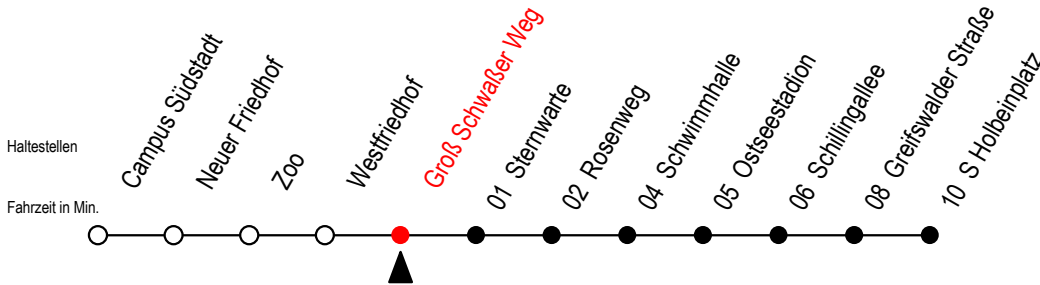 Haltestellen
Fahrzeit in Min.
Campus Südstadt
Neuer Friedhof
Zoo
Westfriedhof
Groß Schwaßer Weg
01 Sternwarte
02 Rosenweg
04 Schwimmhalle
05 Ostseestadion
06 Schillingallee
08 Greifswalder Straße
10 S Holbeinplatz